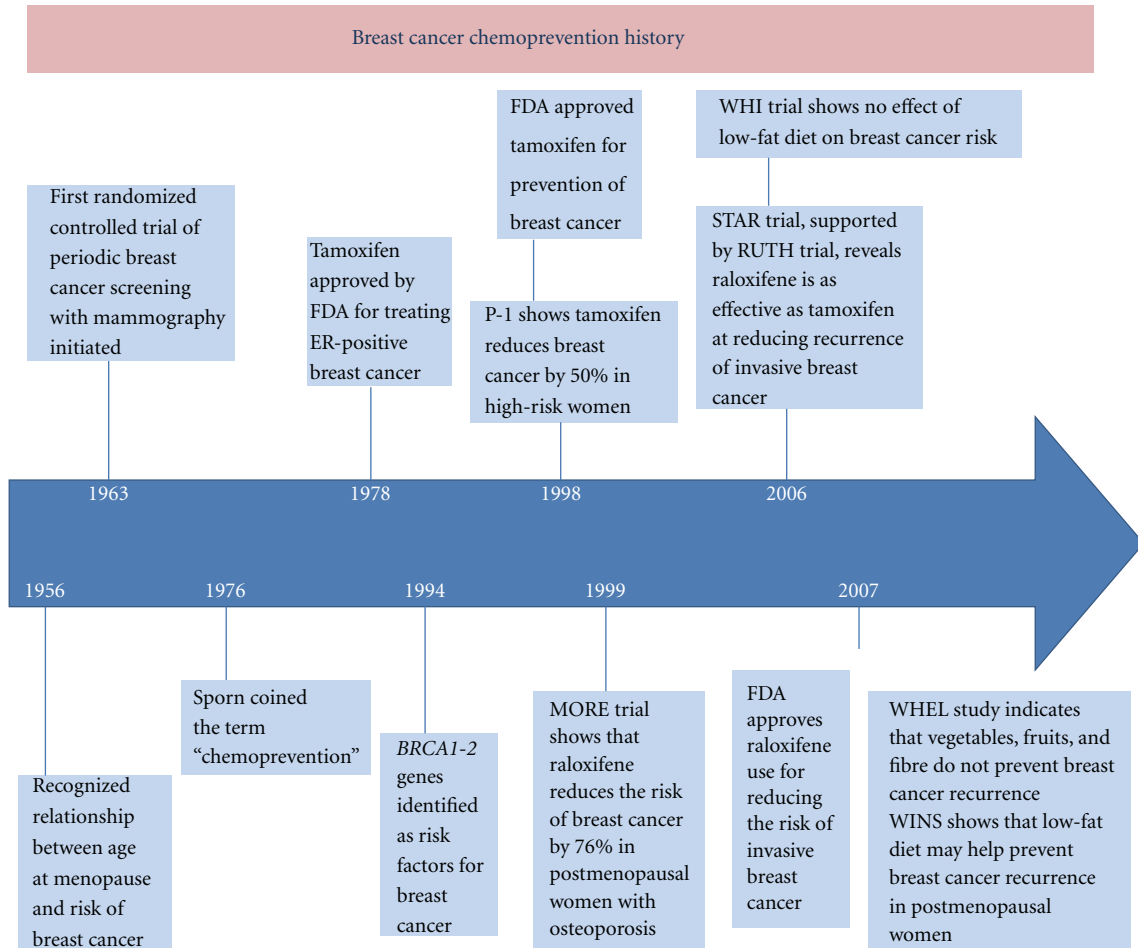 Breast cancer chemoprevention history
First randomized
controlled trial of
periodic breast
cancer screening
with mammography
initiated
Tamoxifen
approved by
FDA for treating
ER-positive
breast cancer
FDA approved
tamoxifen for
prevention of
breast cancer
P-1 shows tamoxifen
reduces breast
cancer by 50% in
high-risk women
WHI trial shows no effect of
low-fat diet on breast cancer risk
STAR trial, supported
by RUTH trial, reveals
raloxifene is as
effective as tamoxifen
at reducing recurrence
of invasive breast
cancer
1963
1978
1998
2006
1956
1976
1994
1999
2007
Recognized
relationship
between age
at menopause
and risk of
breast cancer
Sporn coined
the term
“chemoprevention”
BRCA1-2
genes
identified
as risk
factors for
breast
cancer
MORE trial
shows that
raloxifene
reduces the risk
of breast cancer
by 76% in
postmenopausal
women with
osteoporosis
FDA
approves
raloxifene
use for
reducing
the risk of
invasive
breast
cancer
WHEL study indicates
that vegetables, fruits, and
fibre do not prevent breast
cancer recurrence
WINS shows that low-fat
diet may help prevent
breast cancer recurrence
in postmenopausal
women